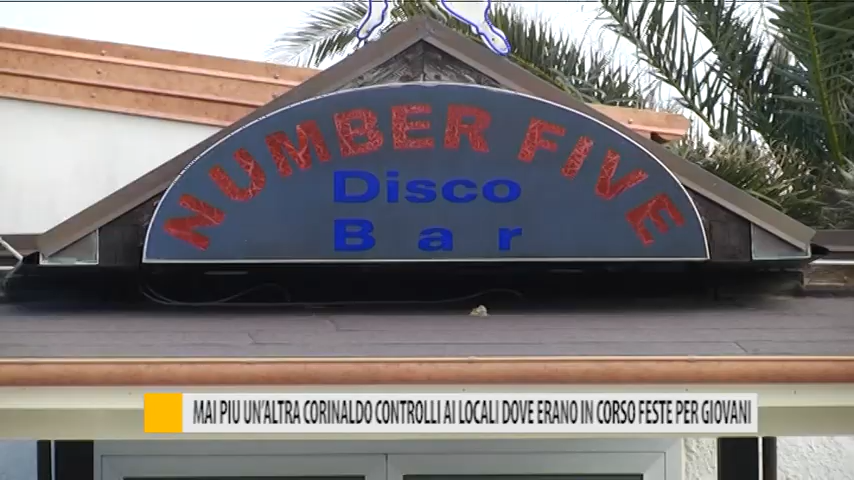 NUMBER FIVE
Disco
Bar
MAI PIU UN'ALTRA CORINALDO CONTROLLI AI LOCALI DOVE ERANO IN CORSO FESTE PER GIOVANI